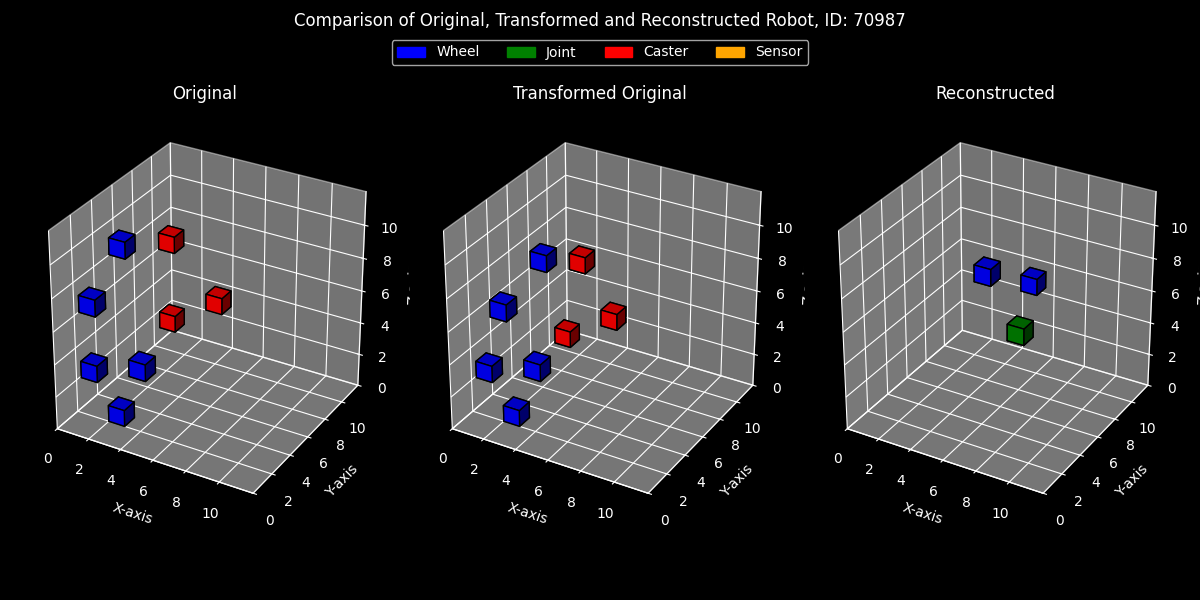 Comparison of Original, Transformed and Reconstructed Robot, ID: 70987
Wheel Joint Caster Sensor
Original Transformed Original Reconstructed
10 10 10
8 8 8
6 6 6
4 4 4
2 2 2
0 0 0
10 10 10
8 8 8
0 2 4 6 8 10 0 2 4 6 8 10 0 2 4 6 8 10
6 6 6
4 4 4
2 2 2
0 0 0
X-axis Y-axis X-axis Y-axis X-axis Y-axis